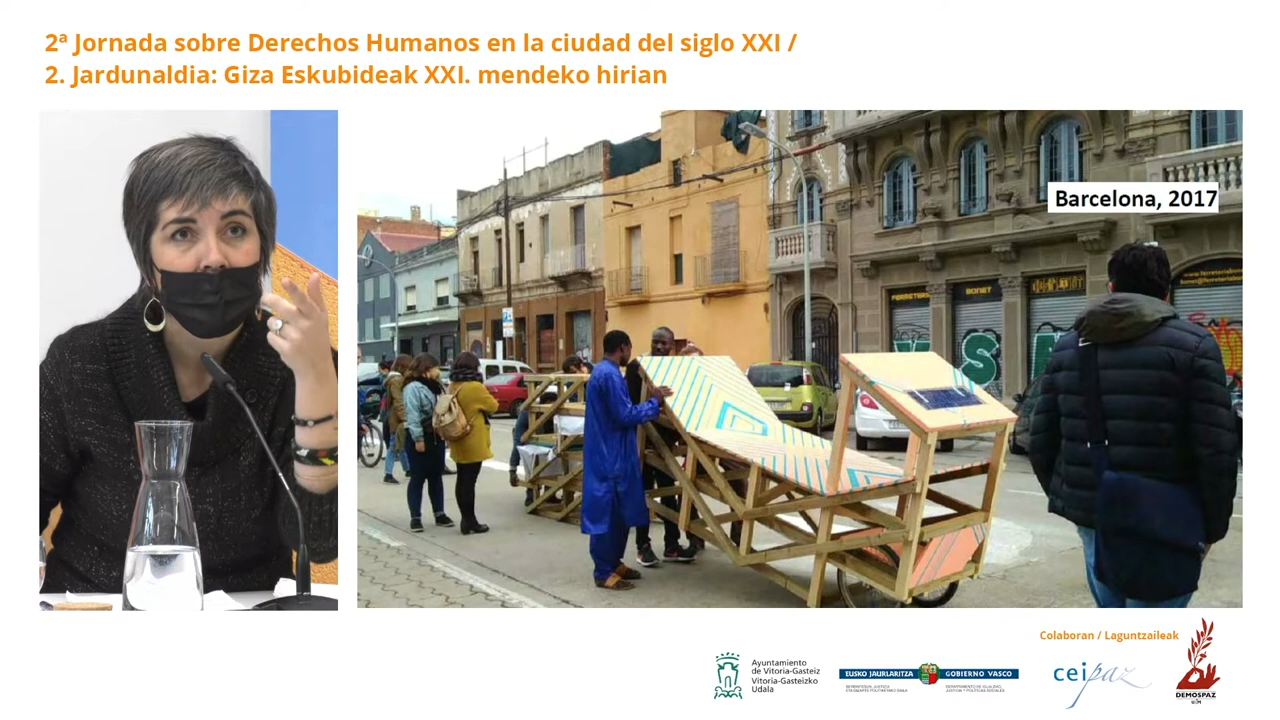 2ª Jornada sobre Derechos Humanos en la ciudad del siglo XXI /
2. Jardunaldia: Giza Eskubideak XXI. mendeko hirian
Barcelona, 2017
FERRETERIA
BONET
Colaboran / Laguntzaileak
Ayuntamiento
de Vitoria-Gasteiz
Vitoria-Gasteizko
Udala
EUSKO JAURLARITZA
GOBIERNO VASCO
ceipaz
DEMOSPAZ